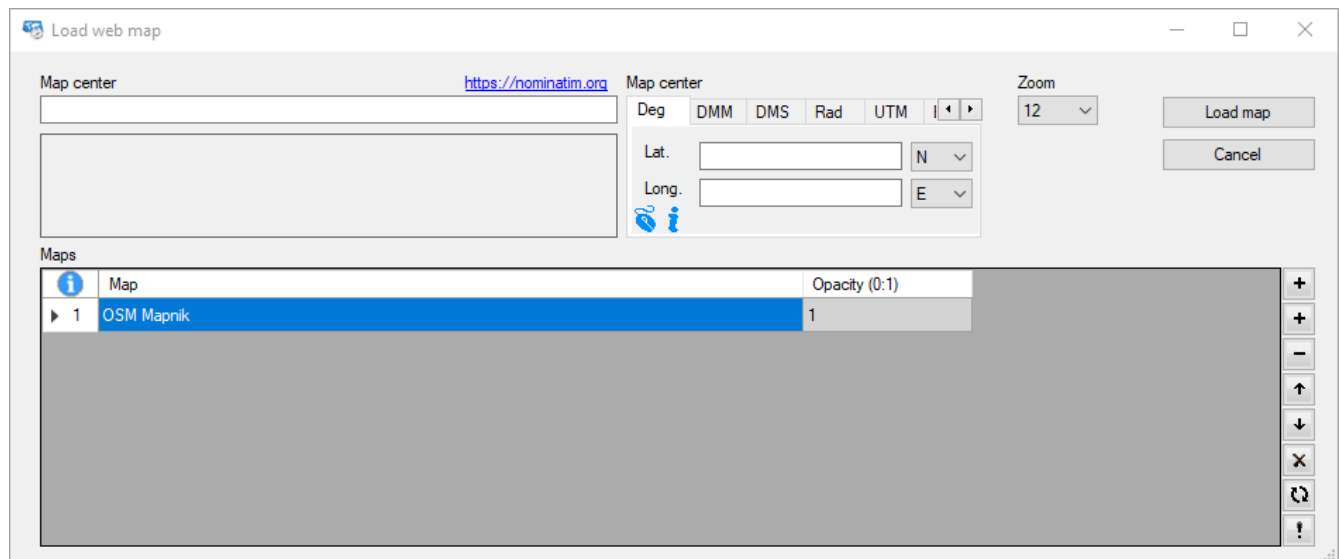 Load web map
Map center
https://nominatim.org
Map center
Zoom
Deg DMM DMS Rad UTM
12
Load map
Lat.
N
Cancel
Long.
E
Maps
Map Opacity (0:1)
1 OSM Mapnik 1